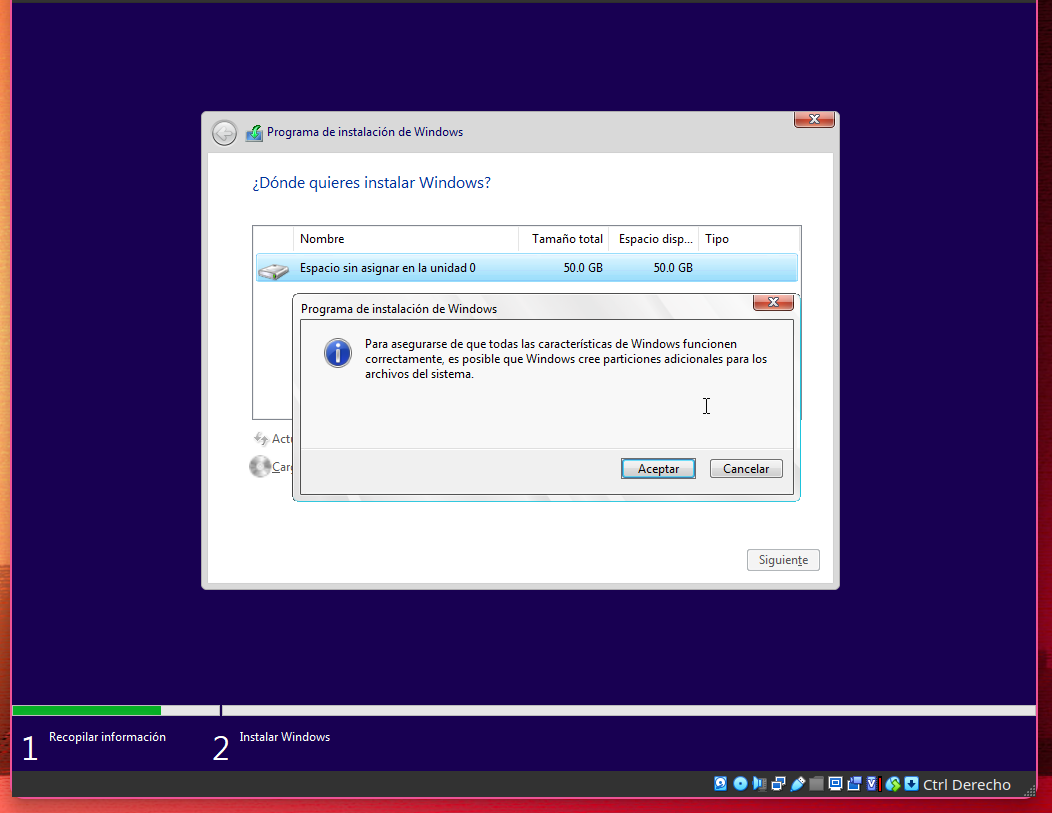 Programa de instalación de Windows
¿Dónde quieres instalar Windows?
Nombre Tamaño total Espacio disp... Tipo
Espacio sin asignar en la unidad 0 50.0 GB 50.0 GB
Programa de instalación de Windows
Para asegurarse de que todas las características de Windows funcionen
correctamente, es posible que Windows cree particiones adicionales para los
archivos del sistema.
Actu
Carg
Aceptar Cancelar
Siguiente
1 Recopilar información 2 Instalar Windows
Ctrl Derecho